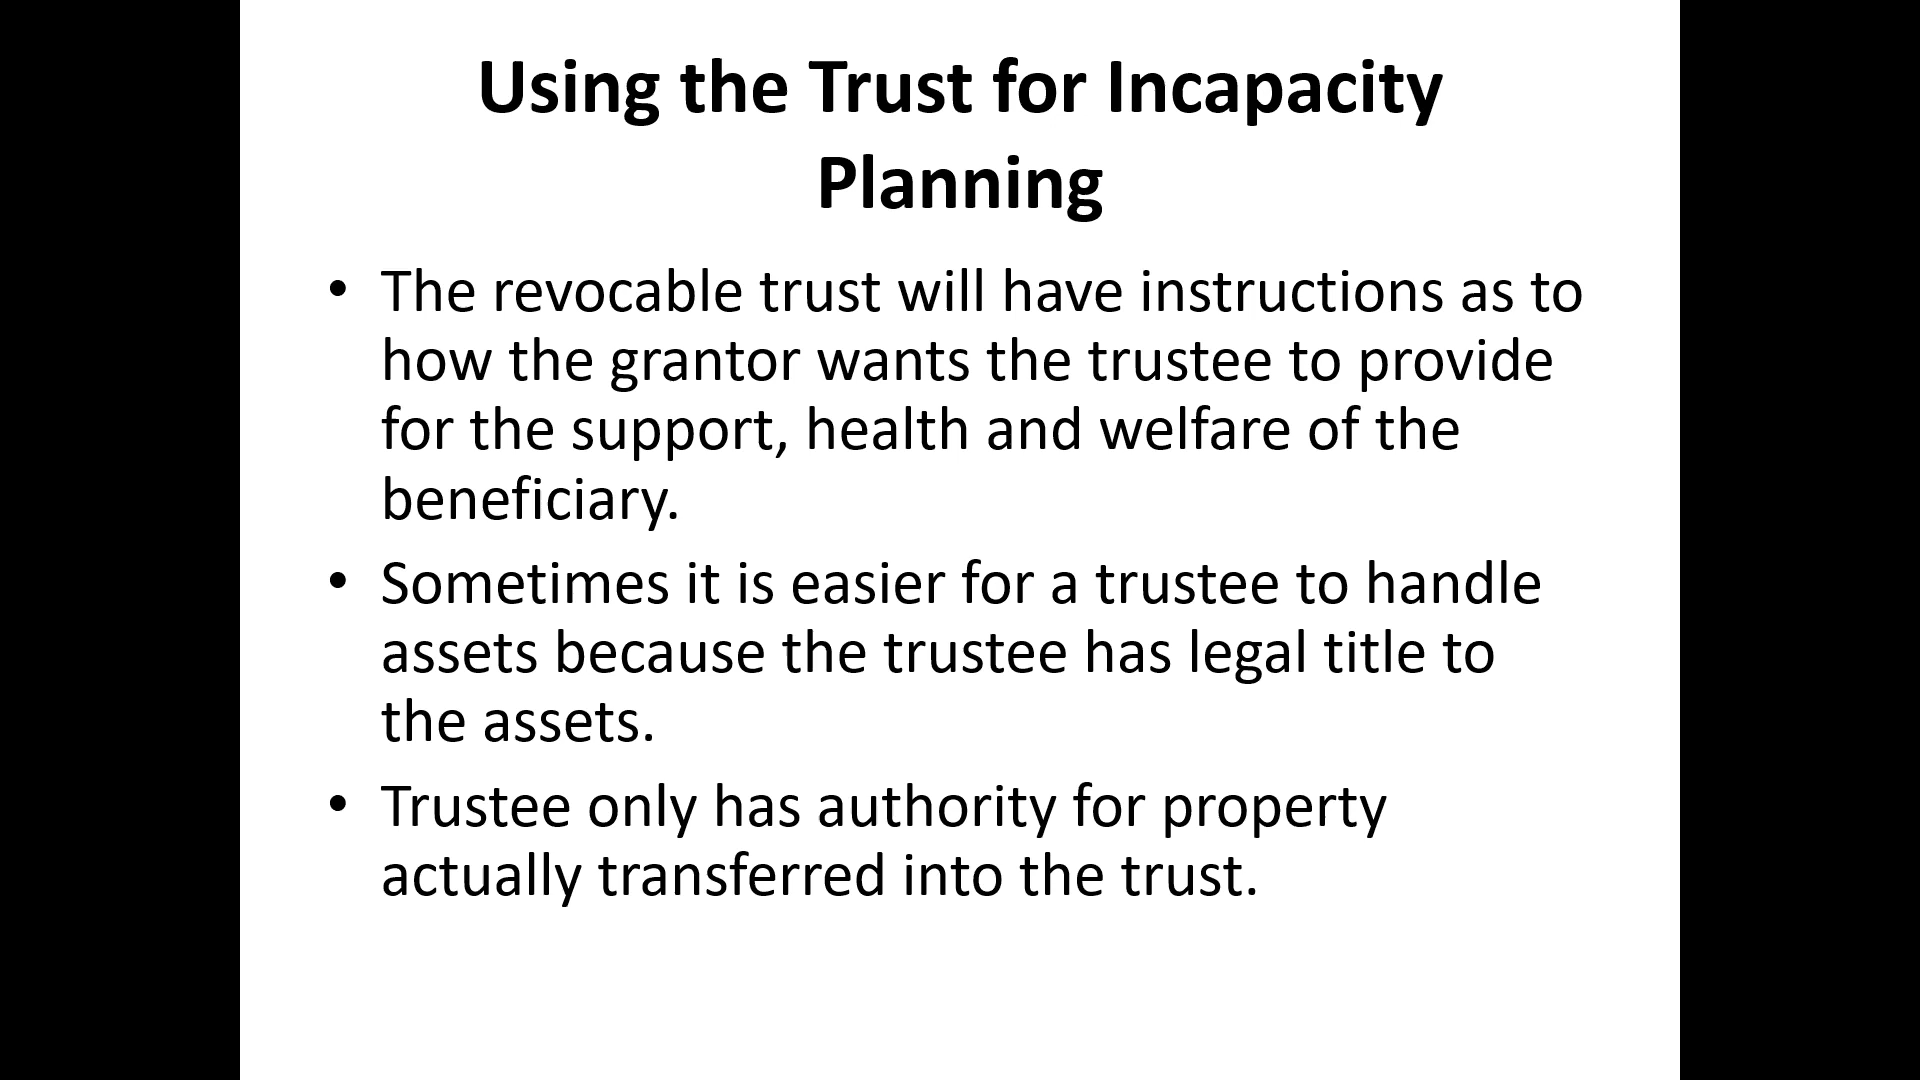 Using the Trust for Incapacity
Planning
• The revocable trust will have instructions as to
how the grantor wants the trustee to provide
for the support, health and welfare of the
beneficiary.
• Sometimes it is easier for a trustee to handle
assets because the trustee has legal title to
the assets.
• Trustee only has authority for property
actually transferred into the trust.